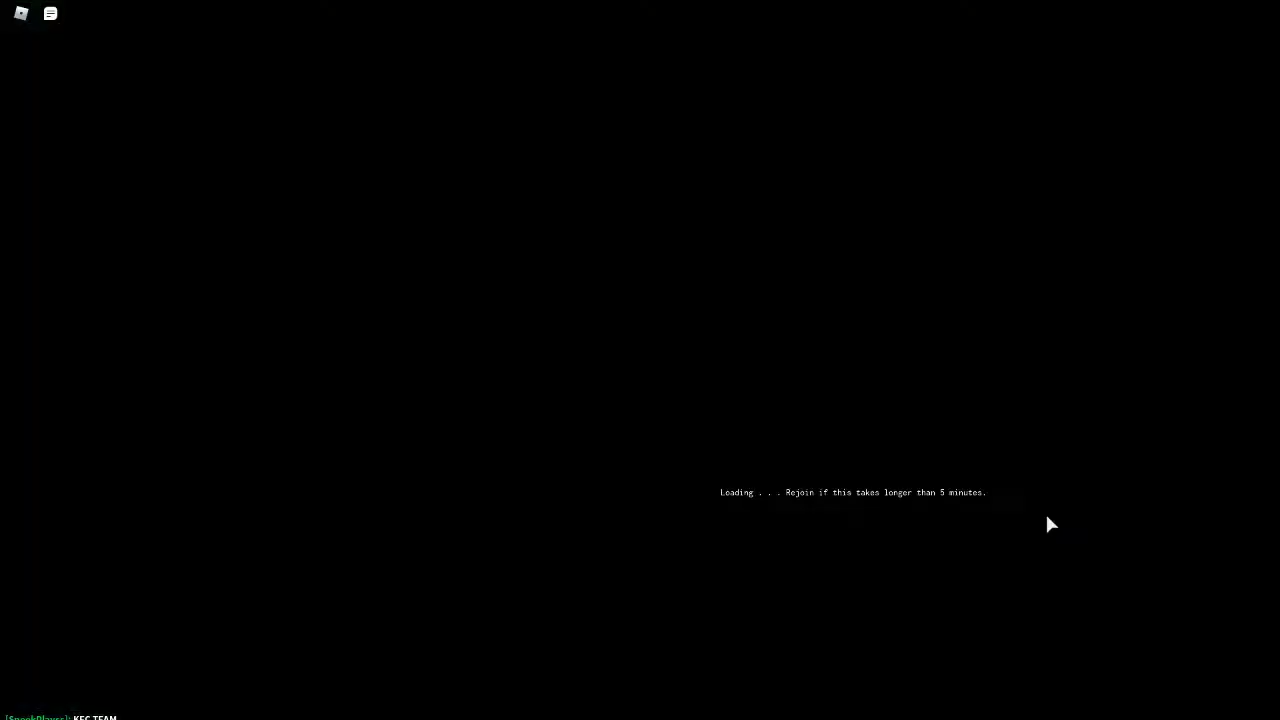 Loading . . . Rejoin if this takes longer than 5 minutes.
KFC TEAM